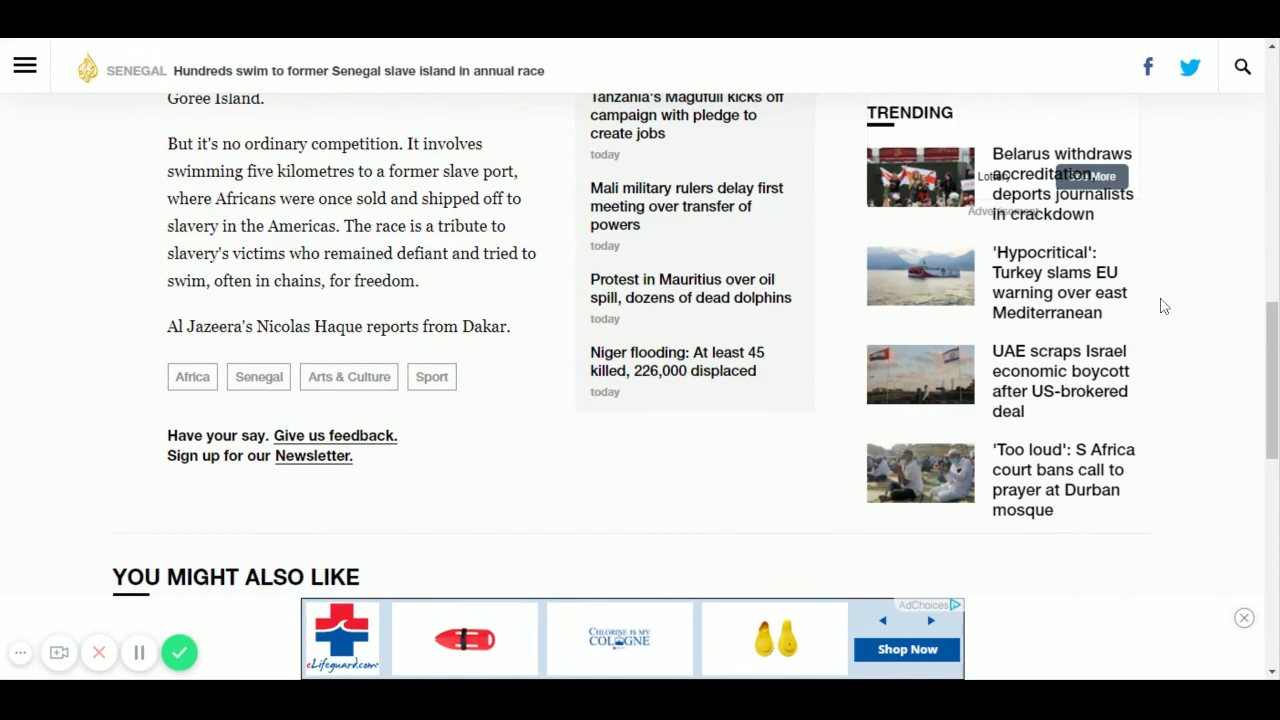 SENEGAL Hundreds swim to former Senegal slave island in annual race
Goree Island.
But it's no ordinary competition. It involves
swimming five kilometres to a former slave port,
where Africans were once sold and shipped off to
slavery in the Americas. The race is a tribute to
slavery's victims who remained defiant and tried to
swim, often in chains, for freedom.
Al Jazeera's Nicolas Haque reports from Dakar.
Africa
Senegal
Arts & Culture
Sport
Have your say. Give us feedback.
Sign up for our Newsletter.
Tanzania's Magufuli kicks off
campaign with pledge to
create jobs
today
Mali military rulers delay first
meeting over transfer of
powers
today
Protest in Mauritius over oil
spill, dozens of dead dolphins
today
Niger flooding: At least 45
killed, 226,000 displaced
today
TRENDING
Belarus withdraws
accreditation,
deports journalists
in crackdown
Lottery
More
Advertisement
'Hypocritical':
Turkey slams EU
warning over east
Mediterranean
UAE scraps Israel
economic boycott
after US-brokered
deal
'Too loud': S Africa
court bans call to
prayer at Durban
mosque
YOU MIGHT ALSO LIKE
eLifeguard.com
CHLORINE IS MY
COLOGNE
AdChoices
Shop Now